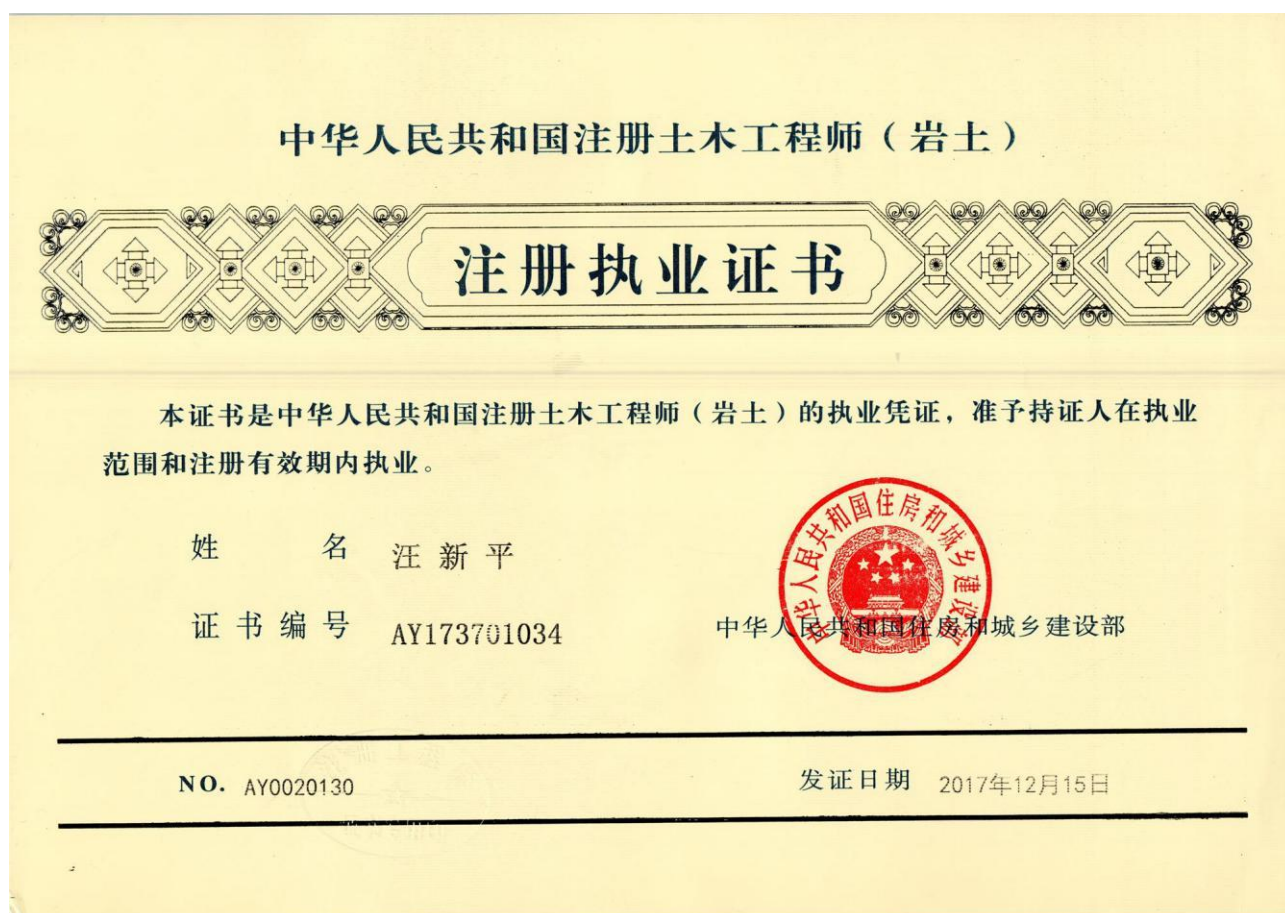 中华人民共和国注册土木工程师（岩土）
注册执业证书
本证书是中华人民共和国注册土木工程师（岩土）的执业凭证，准予持证人在执业
范围和注册有效期内执业。
姓 名 汪新平
证书编号 AY173701034
中华人民共和国住房和城乡建设部
中华人民共和国住房和城乡建设部
NO. AY0020130
发证日期 2017年12月15日